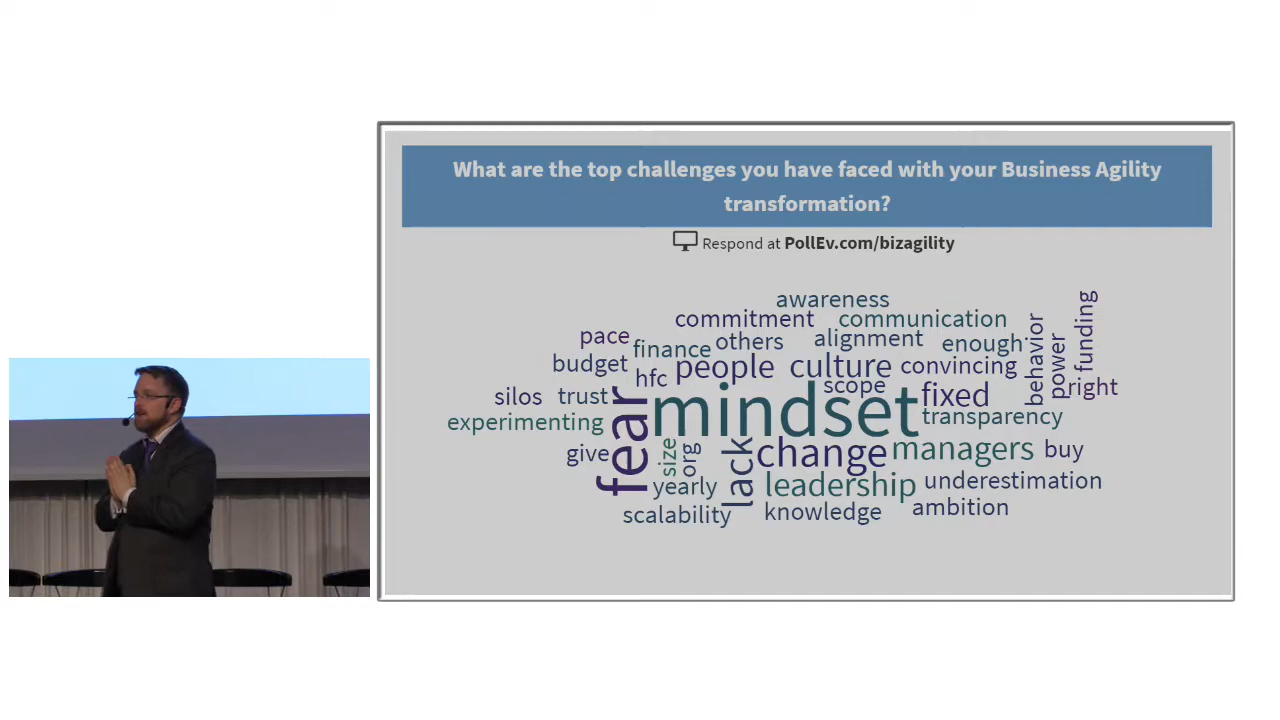 What are the top challenges you have faced with your Business Agility
transformation?
Respond at PollEv.com/bizagility
awareness
commitment communication
pace finance others alignment enough
budget hfc people culture convincing
behavior power funding
silos trust scope fixed right
experimenting fear mindset transparency
give size org lack change managers buy
yearly leadership underestimation
scalability knowledge ambition